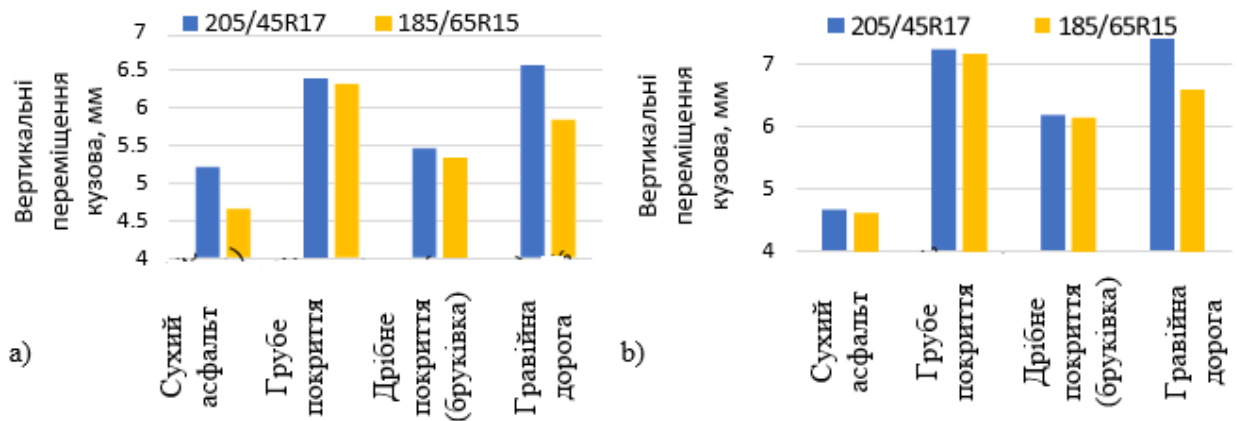 205/45R17 185/65R15
7
6.5
6
5.5
5
4.5
4
Вертикальні
переміщення
кузова, мм
Сухий
асфальт
Грубе
покриття
Дрібне
покриття
(бруківка)
Гравійна
дорога
a)
205/45R17 185/65R15
7
6
5
4
Вертикальні
переміщення
кузова, мм
Сухий
асфальт
Грубе
покриття
Дрібне
покриття
(бруківка)
Гравійна
дорога
b)